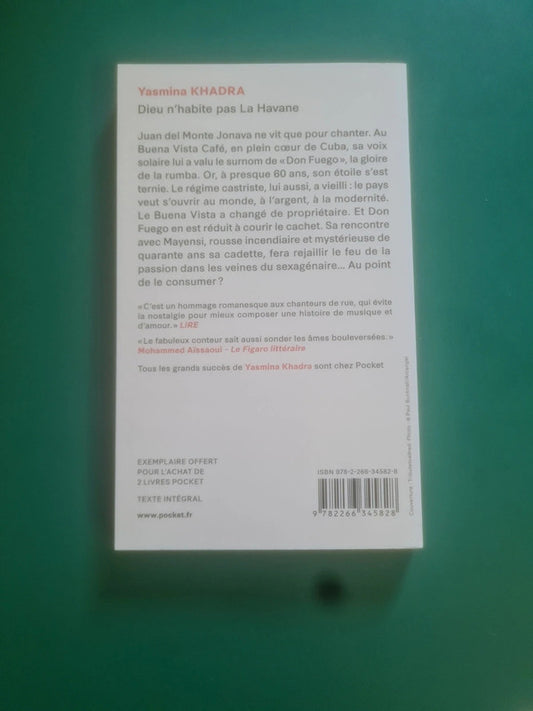 Yasmina KHADRA
Dieu n'habite pas La Havane
Juan del Monte Jonava ne vit que pour chanter. Au
Buena Vista Café, en plein cœur de Cuba, sa voix
solaire lui a valu le surnom de « Don Fuego », la gloire
de la rumba. Or, à presque 60 ans, son étoile s'est
ternie. Le régime castriste, lui aussi, a vieilli : le pays
veut s'ouvrir au monde, à l'argent, à la modernité.
Le Buena Vista a changé de propriétaire. Et Don
Fuego en est réduit à courir le cachet. Sa rencontre
avec Mayensi, rousse incendiaire et mystérieuse de
quarante ans sa cadette, fera rejaillir le feu de la
passion dans les veines du sexagénaire... Au point
de le consumer ?
« C'est un hommage romanesque aux chanteurs de rue, qui évite
la nostalgie pour mieux composer une histoire de musique et
d'amour. » LIRE
« Le fabuleux conteur sait aussi sonder les âmes bouleversées. »
Mohammed Aïssaoui – Le Figaro littéraire
Tous les grands succès de Yasmina Khadra sont chez Pocket
EXEMPLAIRE OFFERT
POUR L'ACHAT DE
2 LIVRES POCKET
TEXTE INTÉGRAL
www.pocket.fr
ISBN 978-2-266-34582-8
9 782266 345828
Couverture : Photo : © Paul